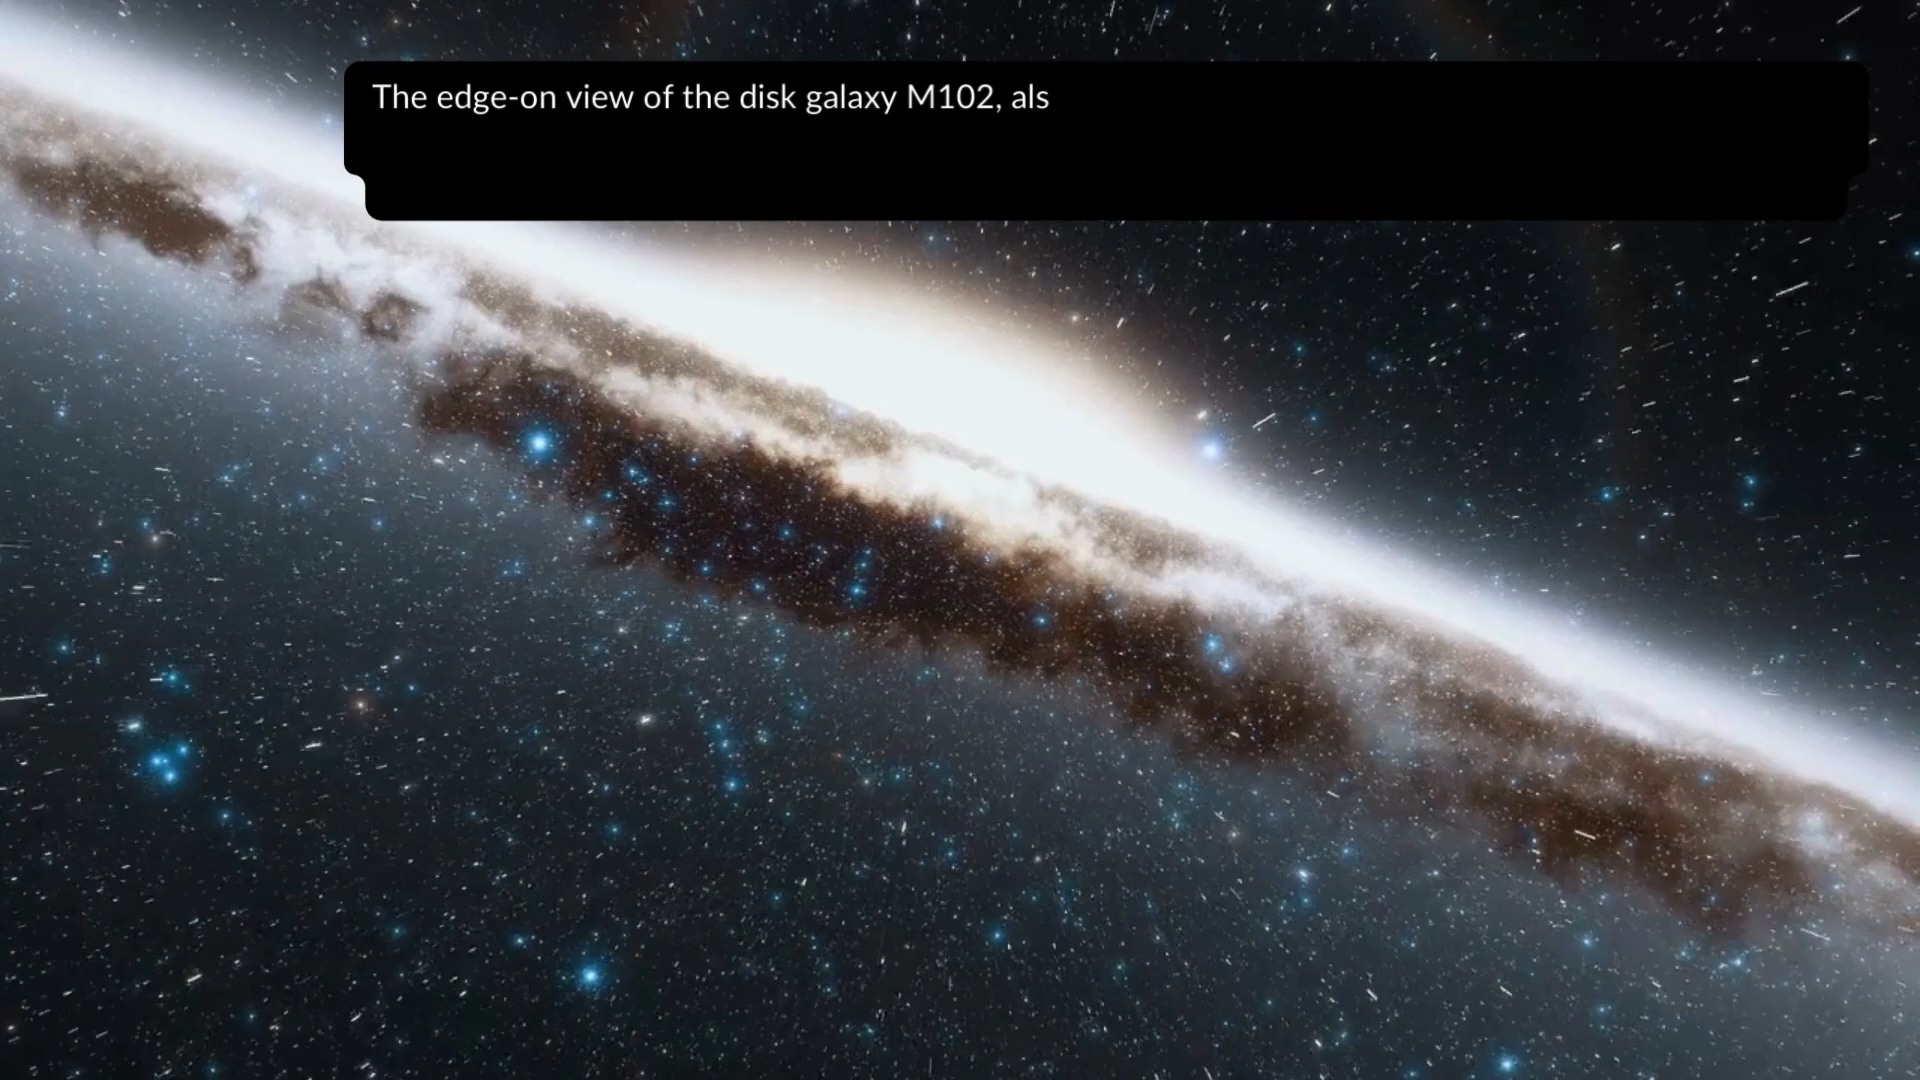 The edge-on view of the disk galaxy M102, als